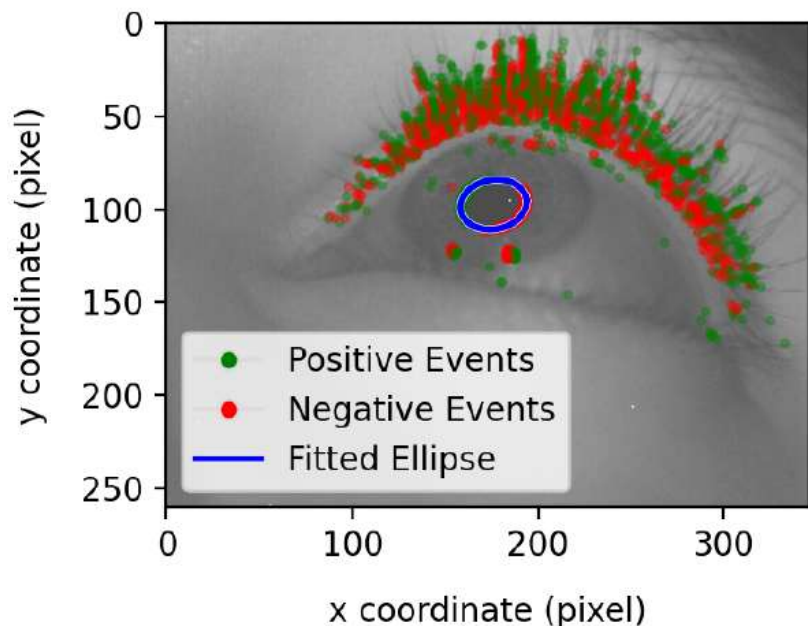 0
50
100
150
200
250
y coordinate (pixel)
Positive Events
Negative Events
Fitted Ellipse
0 100 200 300
x coordinate (pixel)